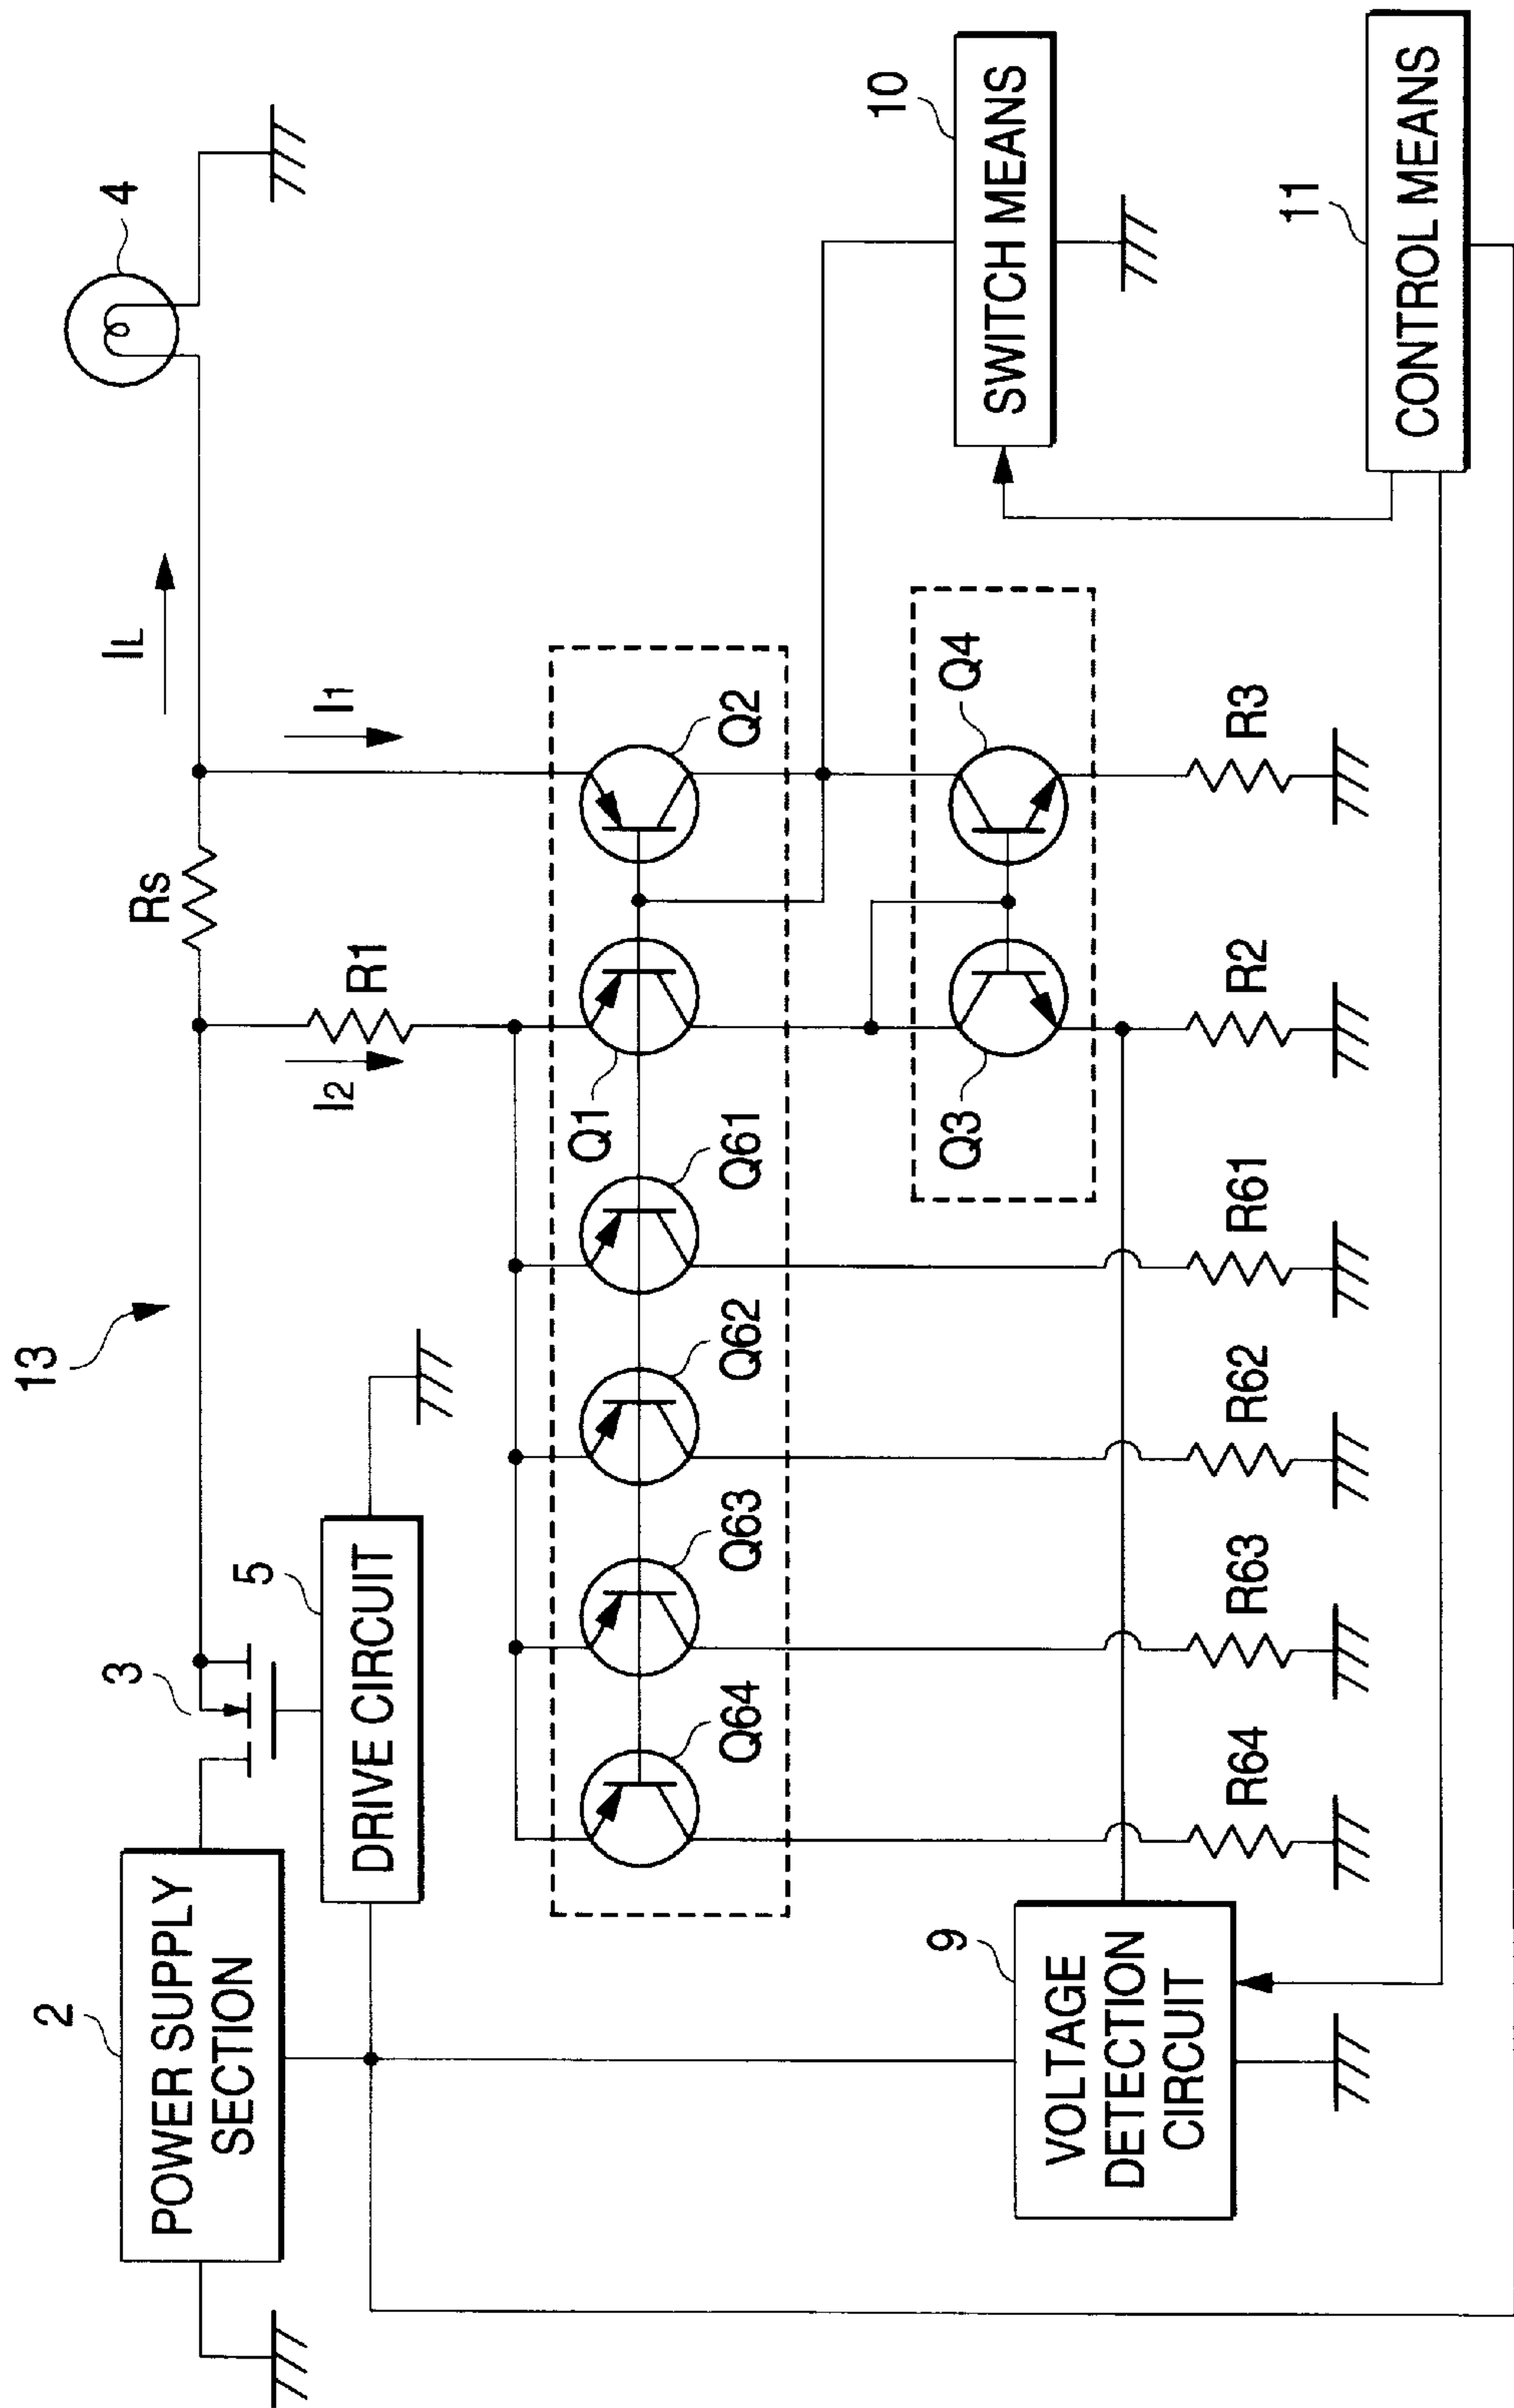 13
2
POWER SUPPLY
SECTION
3
5
DRIVE CIRCUIT
Rs
IL
4
R1
I2
I1
Q64
Q63
Q62
Q61
Q1
Q2
Q3
Q4
10
SWITCH MEANS
9
VOLTAGE
DETECTION
CIRCUIT
R64
R63
R62
R61
R2
R3
11
CONTROL MEANS